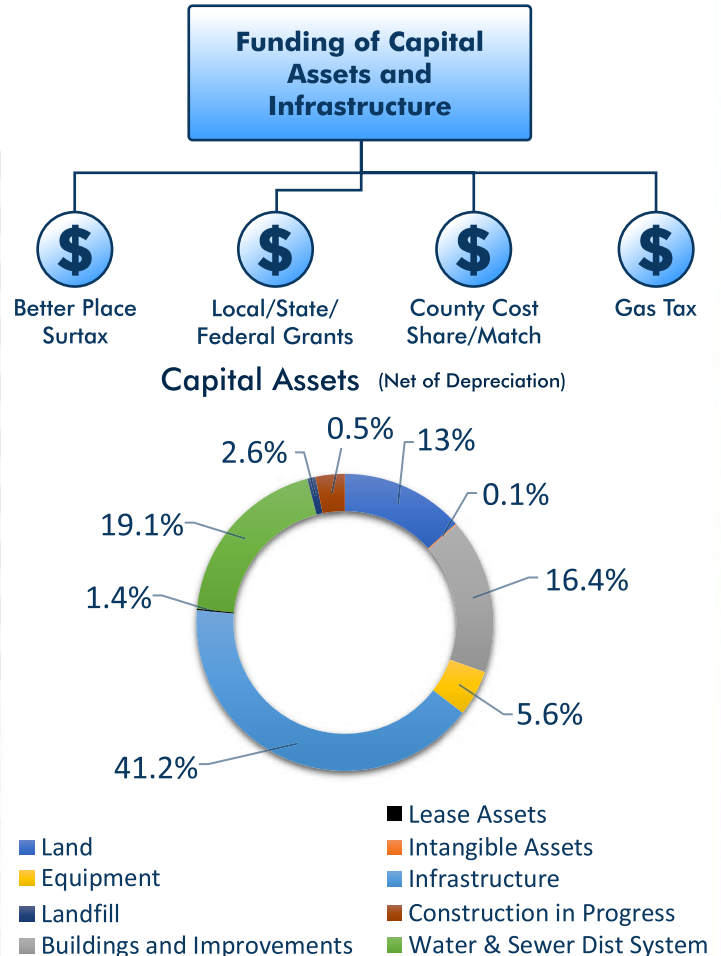 Funding of Capital
Assets and
Infrastructure
$
$
$
$
Better Place
Surtax
Local/State/
Federal Grants
County Cost
Share/Match
Gas Tax
Capital Assets (Net of Depreciation)
0.5%
13%
2.6%
0.1%
19.1%
16.4%
1.4%
5.6%
41.2%
Lease Assets
Land
Intangible Assets
Equipment
Infrastructure
Landfill
Construction in Progress
Buildings and Improvements
Water & Sewer Dist System